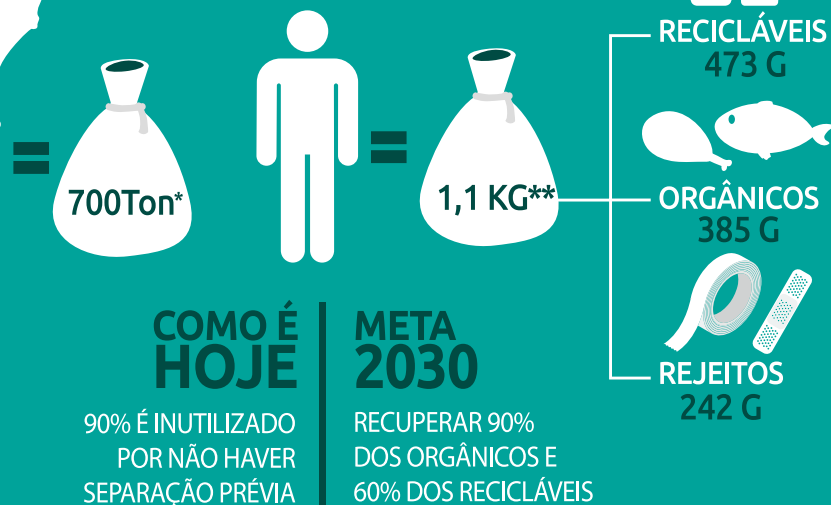 =
700Ton*
=
1,1 KG**
RECICLÁVEIS
473 G
ORGÂNICOS
385 G
REJEITOS
242 G
COMO É
HOJE
90% É INUTILIZADO
POR NÃO HAVER
SEPARAÇÃO PRÉVIA
META
2030
RECUPERAR 90%
DOS ORGÂNICOS E
60% DOS RECICLÁVEIS